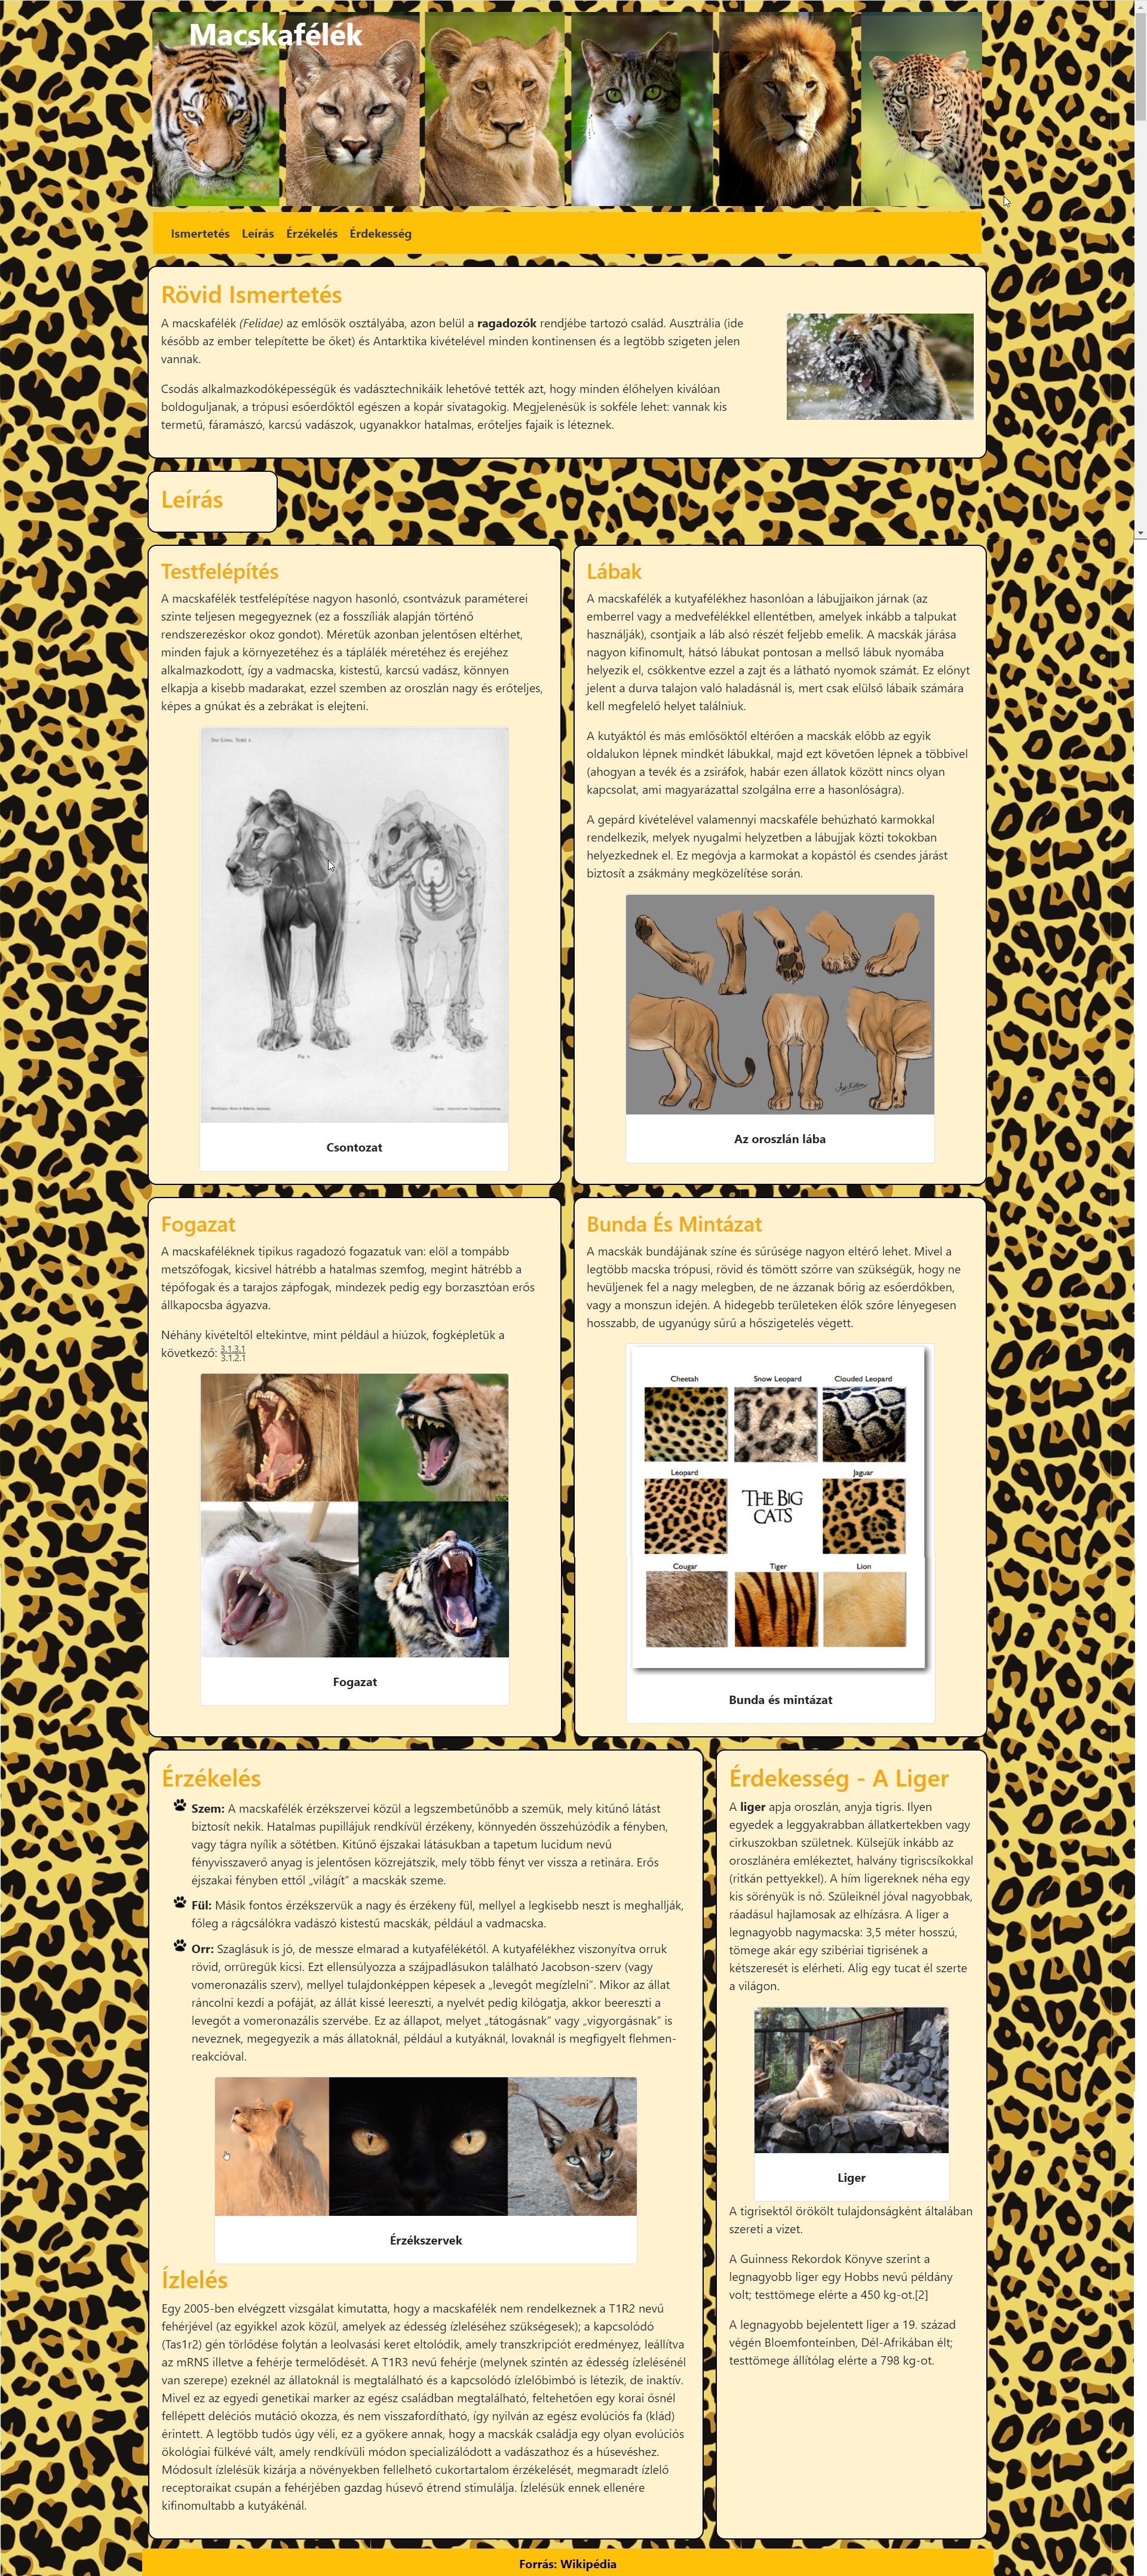 Macskafélék
Ismertetés Leírás Érzékelés Érdekesség
Rövid Ismertetés
A macskafélék (Felidae) az emlősök osztályába, azon belül a ragadozók rendjébe tartozó család. Ausztrália (ide
később az ember telepítette be őket) és Antarktika kivételével minden kontinensen és a legtöbb szigeten jelen
vannak.
Csodás alkalmazkodóképességük és vadásztechnikáik lehetővé tették azt, hogy minden élőhelyen kiválóan
boldoguljanak, a trópusi esőerdőktől egészen a kopár sivatagokig. Megjelenésük is sokféle lehet: vannak kis
termetű, fáramászó, karcsú vadászok, ugyanakkor hatalmas, erőteljes fajaik is léteznek.
Leírás
Testfelépítés
A macskafélék testfelépítése nagyon hasonló, csontvázuk paraméterei
szinte teljesen megegyeznek (ez a fosszíliák alapján történő
rendszerezéskor okoz gondot). Méretük azonban jelentősen eltérhet,
minden fajuk a környezetéhez és a táplálék méretéhez és erejéhez
alkalmazkodott, így a vadmacska, kistestű, karcsú vadász, könnyen
elkapja a kisebb madarakat, ezzel szemben az oroszlán nagy és erőteljes,
képes a gnúkat és a zebrákat is elejteni.
Csontozat
Lábak
A macskafélék a kutyafélékhez hasonlóan a lábujjaikon járnak (az
emberrel vagy a medvefélékkel ellentétben, amelyek inkább a talpukat
használják), csontjaik a láb alsó részét feljebb emelik. A macskák járása
nagyon kifinomult, hátsó lábukat pontosan a mellső lábuk nyomába
helyezik el, csökkentve ezzel a zajt és a látható nyomok számát. Ez előnyt
jelent a durva talajon való haladásnál is, mert csak elülső lábaik számára
kell megfelelő helyet találniuk.
A kutyáktól és más emlősöktől eltérően a macskák előbb az egyik
oldalukon lépnek mindkét lábukkal, majd ezt követően lépnek a többivel
(ahogyan a tevék és a zsiráfok, habár ezen állatok között nincs olyan
kapcsolat, ami magyarázattal szolgálna erre a hasonlóságra).
A gepárd kivételével valamennyi macskaféle behúzható karmokkal
rendelkezik, melyek nyugalmi helyzetben a lábujjak közti tokokban
helyezkednek el. Ez megóvja a karmokat a kopástól és csendes járást
biztosít a zsákmány megközelítése során.
Az oroszlán lába
Fogazat
A macskaféléknek tipikus ragadozó fogazatuk van: elöl a tompább
metszőfogak, kicsivel hátrébb a hatalmas szemfog, megint hátrébb a
tépőfogak és a tarajos zápfogak, mindezek pedig egy borzasztóan erős
állkapocsba ágyazva.
Néhány kivételtől eltekintve, mint például a hiúzok, fogképletük a
következő: 3.1.3.1
3.1.2.1
Fogazat
Bunda És Mintázat
A macskák bundájának színe és sűrűsége nagyon eltérő lehet. Mivel a
legtöbb macska trópusi, rövid és tömött szőrre van szükségük, hogy ne
hevüljenek fel a nagy melegben, de ne ázzanak bőrig az esőerdőkben,
vagy a monszun idején. A hidegebb területeken élők szőre lényegesen
hosszabb, de ugyanúgy sűrű a hőszigetelés végett.
Cheetah Snow Leopard Clouded Leopard
Leopard Jaguar
THE BIG
CATS
Cougar Tiger Lion
Bunda és mintázat
Érzékelés
Szem: A macskafélék érzékszervei közül a legszembetűnőbb a szemük, mely kitűnő látást
biztosít nekik. Hatalmas pupillájuk rendkívül érzékeny, könnyedén összehúzódik a fényben,
vagy tágra nyílik a sötétben. Kitűnő éjszakai látásukban a tapetum lucidum nevű
fényvisszaverő anyag is jelentősen közrejátszik, mely több fényt ver vissza a retinára. Erős
éjszakai fényben ettől „világít” a macskák szeme.
Fül: Másik fontos érzékszervük a nagy és érzékeny fül, mellyel a legkisebb neszt is meghallják,
főleg a rágcsálókra vadászó kistestű macskák, például a vadmacska.
Orr: Szaglásuk is jó, de messze elmarad a kutyafélékétől. A kutyafélékhez viszonyítva orruk
rövid, orrüregük kicsi. Ezt ellensúlyozza a szájpadlásukon található Jacobson-szerv (vagy
vomeronazális szerv), mellyel tulajdonképpen képesek a „levegőt megízlelni”. Mikor az állat
ráncolni kezdi a pofáját, az állát kissé leereszti, a nyelvét pedig kilógatja, akkor beereszti a
levegőt a vomeronazális szervébe. Ez az állapot, melyet „tátogásnak” vagy „vigyorgásnak” is
neveznek, megegyezik a más állatoknál, például a kutyáknál, lovaknál is megfigyelt flehmen-
reakcióval.
Érzékszervek
Ízlelés
Egy 2005-ben elvégzett vizsgálat kimutatta, hogy a macskafélék nem rendelkeznek a T1R2 nevű
fehérjével (az egyikkel azok közül, amelyek az édesség ízleléséhez szükségesek); a kapcsolódó
(Tas1r2) gén törlődése folytán a leolvasási keret eltolódik, amely transzkripciót eredményez, leállítva
az mRNS illetve a fehérje termelődését. A T1R3 nevű fehérje (melynek szintén az édesség ízlelésénél
van szerepe) ezeknél az állatoknál is megtalálható és a kapcsolódó ízlelőbimbó is létezik, de inaktív.
Mivel ez az egyedi genetikai marker az egész családban megtalálható, feltehetően egy korai ősnél
fellépett deléciós mutáció okozza, és nem visszafordítható, így nyilván az egész evolúciós fa (klád)
érintett. A legtöbb tudós úgy véli, ez a gyökere annak, hogy a macskák családja egy olyan evolúciós
ökológiai fülkévé vált, amely rendkívüli módon specializálódott a vadászathoz és a húsevéshez.
Módosult ízlelésük kizárja a növényekben fellelhető cukortartalom érzékelését, megmaradt ízlelő
receptoraikat csupán a fehérjében gazdag húsevő étrend stimulálja. Ízlelésük ennek ellenére
kifinomultabb a kutyákénál.
Érdekesség - A Liger
A liger apja oroszlán, anyja tigris. Ilyen
egyedek a leggyakrabban állatkertekben vagy
cirkuszokban születnek. Külsejük inkább az
oroszlánéra emlékeztet, halvány tigriscsíkokkal
(ritkán pettyekkel). A hím ligereknek néha egy
kis sörényük is nő. Szüleiknél jóval nagyobbak,
ráadásul hajlamosak az elhízásra. A liger a
legnagyobb nagymacska: 3,5 méter hosszú,
tömege akár egy szibériai tigrisének a
kétszeresét is elérheti. Alig egy tucat él szerte
a világon.
Liger
A tigrisektől örökölt tulajdonságként általában
szereti a vizet.
A Guinness Rekordok Könyve szerint a
legnagyobb liger egy Hobbs nevű példány
volt; testtömege elérte a 450 kg-ot.[2]
A legnagyobb bejelentett liger a 19. század
végén Bloemfonteinben, Dél-Afrikában élt;
testtömege állítólag elérte a 798 kg-ot.
Forrás: Wikipédia